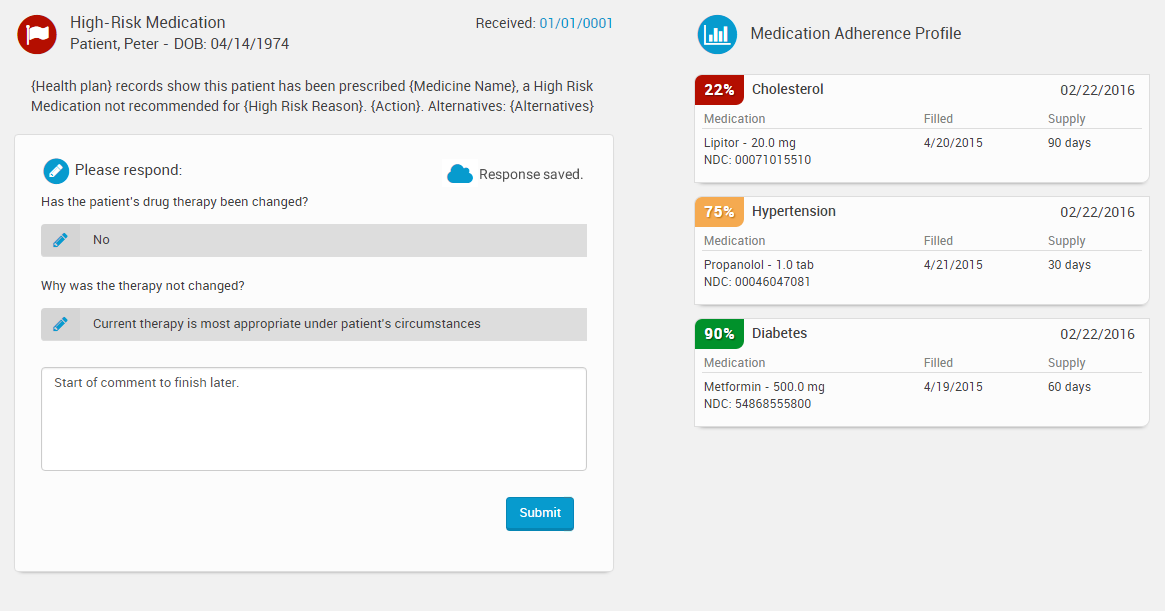 High-Risk Medication
Patient, Peter - DOB: 04/14/1974
Received: 01/01/0001
{Health plan} records show this patient has been prescribed {Medicine Name}, a High Risk
Medication not recommended for {High Risk Reason}. {Action}. Alternatives: {Alternatives}
Please respond:
Response saved.
Has the patient's drug therapy been changed?
No
Why was the therapy not changed?
Current therapy is most appropriate under patient's circumstances
Start of comment to finish later.
Submit
Medication Adherence Profile
22% Cholesterol 02/22/2016
Medication Filled Supply
Lipitor - 20.0 mg 4/20/2015 90 days
NDC: 00071015510
75% Hypertension 02/22/2016
Medication Filled Supply
Propanolol - 1.0 tab 4/21/2015 30 days
NDC: 00046047081
90% Diabetes 02/22/2016
Medication Filled Supply
Metformin - 500.0 mg 4/19/2015 60 days
NDC: 54868555800